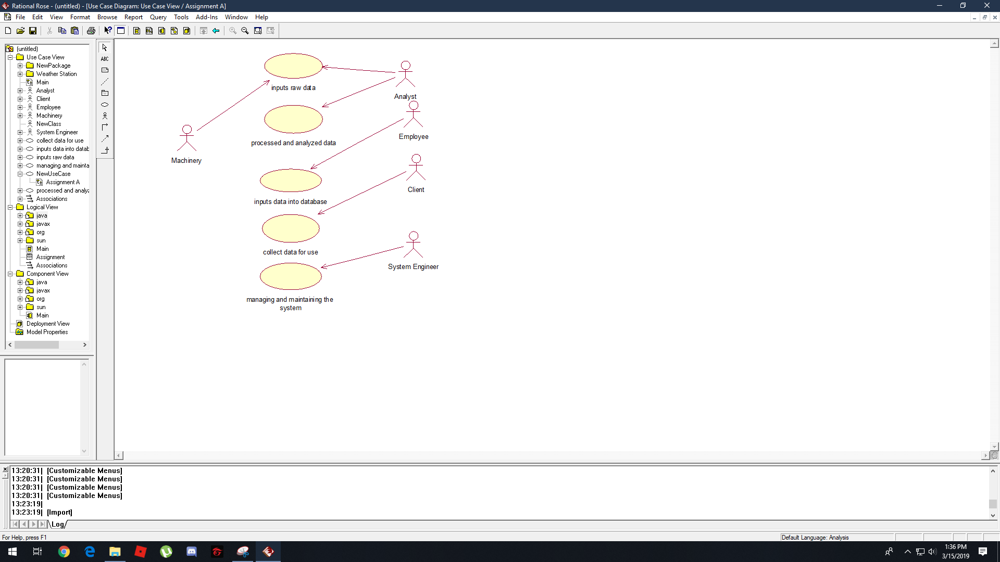 Rational Rose - (untitled) - [Use Case Diagram: Use Case View / Assignment A]
File Edit View Format Browse Report Query Tools Add-Ins Window Help
(untitled)
Use Case View
NewPackage
Weather Station
Main
Analyst
Client
Employee
Machinery
NewClass
System Engineer
collect data for use
inputs data into datab
inputs raw data
managing and mainta
NewUseCase
Assignment A
processed and analyz
Associations
Logical View
java
javax
org
sun
Main
Assignment
Associations
Component View
java
javax
org
sun
Main
Deployment View
Model Properties
ABC
inputs raw data
Analyst
processed and analyzed data
Employee
Machinery
Client
inputs data into database
collect data for use
System Engineer
managing and maintaining the
system
13:20:31| [Customizable Menus]
13:20:31| [Customizable Menus]
13:20:31| [Customizable Menus]
13:20:31| [Customizable Menus]
13:23:19|
13:23:19| [Import]
Log
For Help, press F1
Default Language: Analysis
1:36 PM
3/15/2019